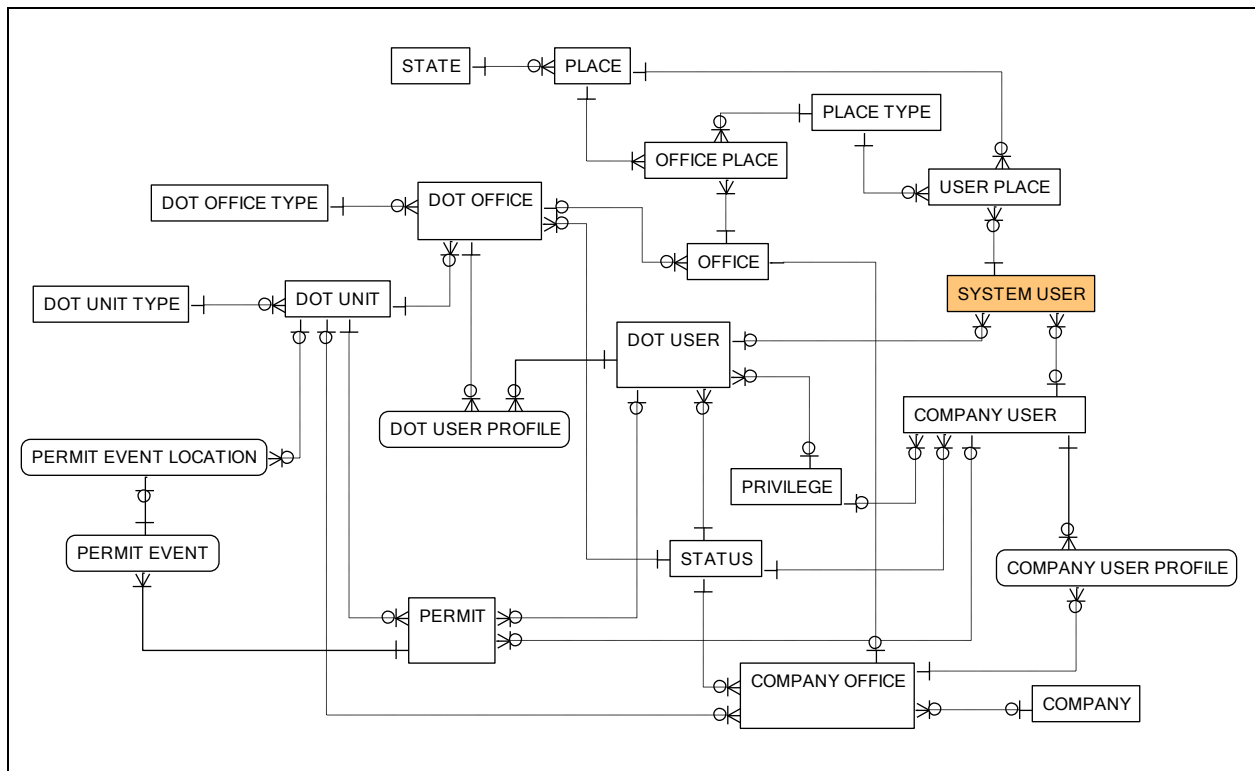 STATE
PLACE
PLACE TYPE
OFFICE PLACE
USER PLACE
DOT OFFICE TYPE
DOT OFFICE
OFFICE
SYSTEM USER
DOT UNIT TYPE
DOT UNIT
DOT USER
COMPANY USER
DOT USER PROFILE
PERMIT EVENT LOCATION
PRIVILEGE
PERMIT EVENT
STATUS
COMPANY USER PROFILE
PERMIT
COMPANY OFFICE
COMPANY